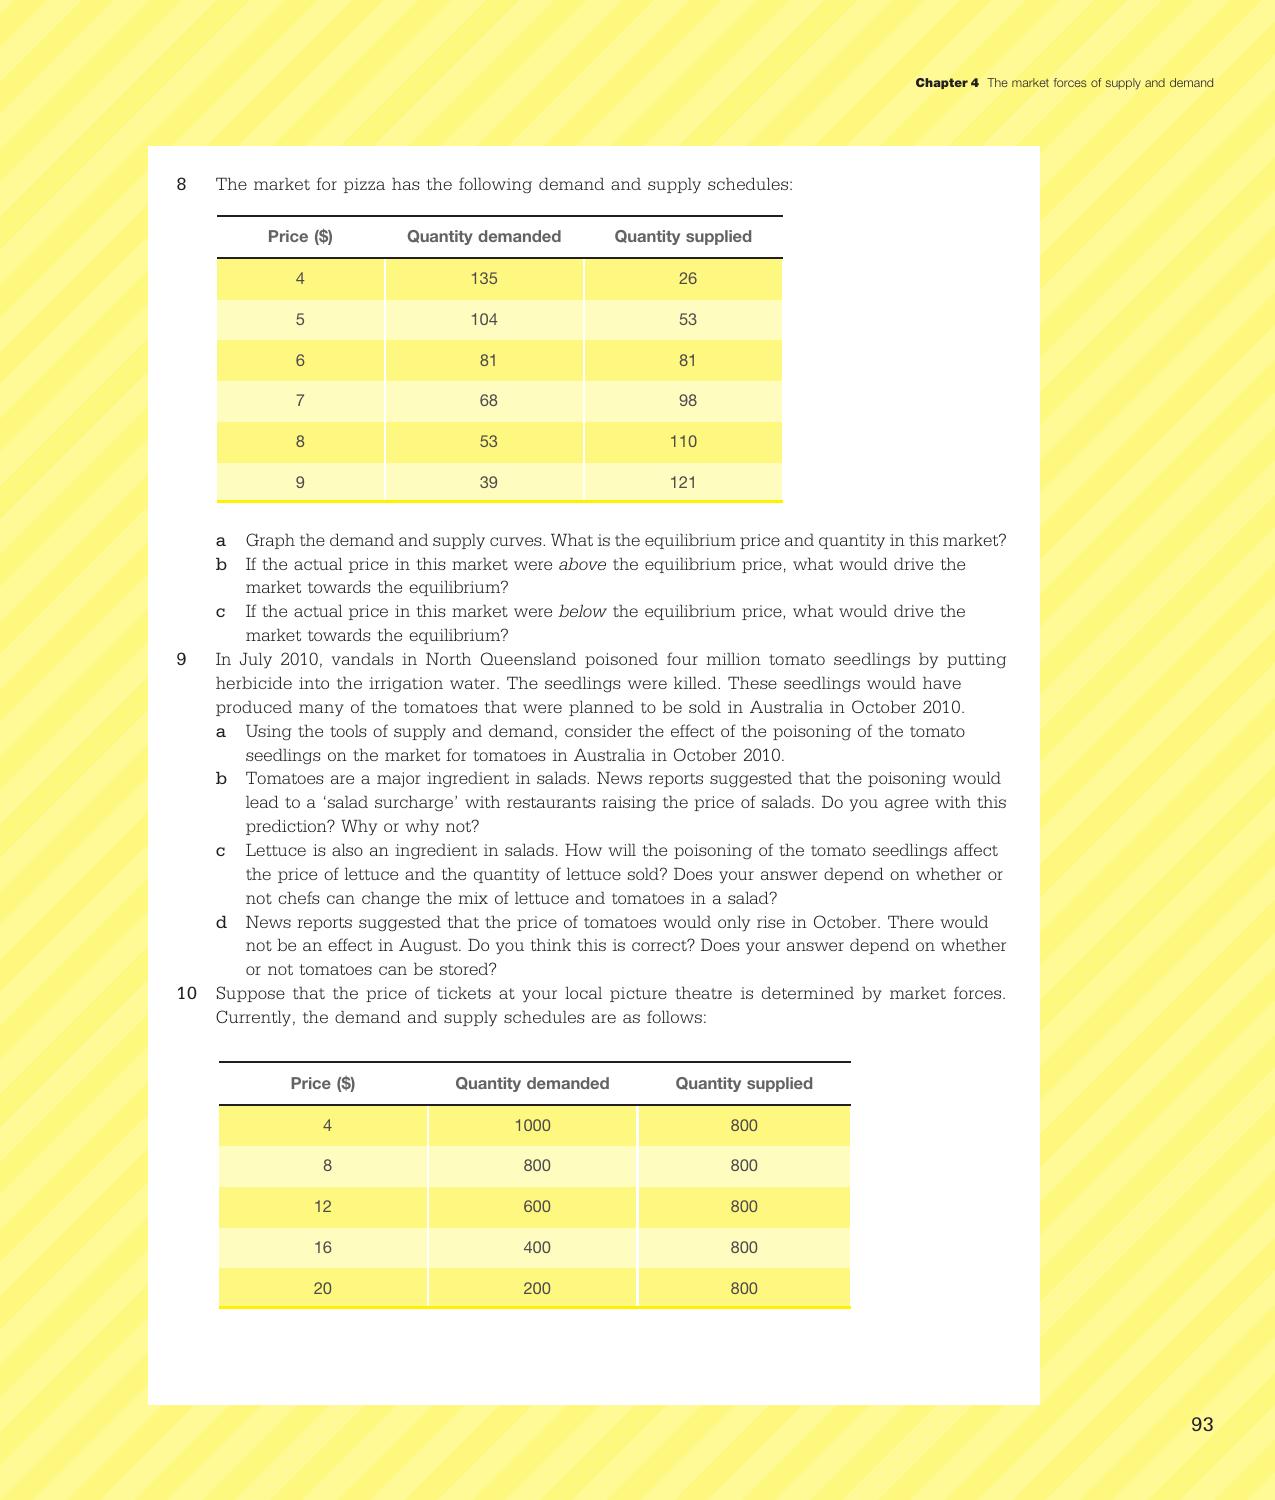 Chapter 4 The market forces of supply and demand
8 The market for pizza has the following demand and supply schedules:
Price ($) Quantity demanded Quantity supplied
4 135 26
5 104 53
6 81 81
7 68 98
8 53 110
9 39 121
a Graph the demand and supply curves. What is the equilibrium price and quantity in this market?
b If the actual price in this market were above the equilibrium price, what would drive the
market towards the equilibrium?
c If the actual price in this market were below the equilibrium price, what would drive the
market towards the equilibrium?
9 In July 2010, vandals in North Queensland poisoned four million tomato seedlings by putting
herbicide into the irrigation water. The seedlings were killed. These seedlings would have
produced many of the tomatoes that were planned to be sold in Australia in October 2010.
a Using the tools of supply and demand, consider the effect of the poisoning of the tomato
seedlings on the market for tomatoes in Australia in October 2010.
b Tomatoes are a major ingredient in salads. News reports suggested that the poisoning would
lead to a ‘salad surcharge’ with restaurants raising the price of salads. Do you agree with this
prediction? Why or why not?
c Lettuce is also an ingredient in salads. How will the poisoning of the tomato seedlings affect
the price of lettuce and the quantity of lettuce sold? Does your answer depend on whether or
not chefs can change the mix of lettuce and tomatoes in a salad?
d News reports suggested that the price of tomatoes would only rise in October. There would
not be an effect in August. Do you think this is correct? Does your answer depend on whether
or not tomatoes can be stored?
10 Suppose that the price of tickets at your local picture theatre is determined by market forces.
Currently, the demand and supply schedules are as follows:
Price ($) Quantity demanded Quantity supplied
4 1000 800
8 800 800
12 600 800
16 400 800
20 200 800
93